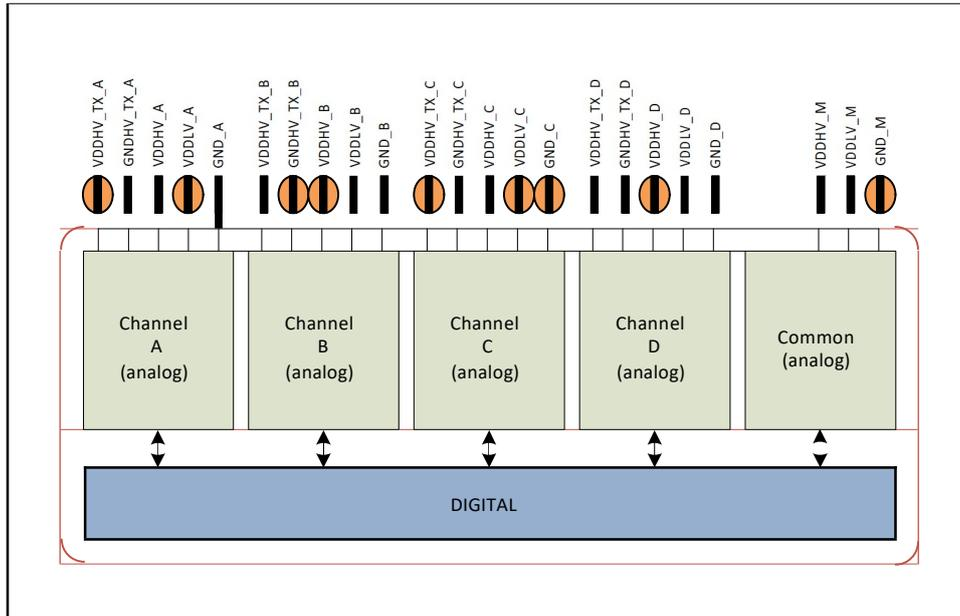 VDDHV_TX_A
GNDHV_TX_A
VDDHV_A
VDDLV_A
GND_A
VDDHV_TX_B
GNDHV_TX_B
VDDHV_B
VDDLV_B
GND_B
VDDHV_TX_C
GNDHV_TX_C
VDDHV_C
VDDLV_C
GND_C
VDDHV_TX_D
GNDHV_TX_D
VDDHV_D
VDDLV_D
GND_D
VDDHV_M
VDDLV_M
GND_M
Channel
A
(analog)
Channel
B
(analog)
Channel
C
(analog)
Channel
D
(analog)
Common
(analog)
DIGITAL